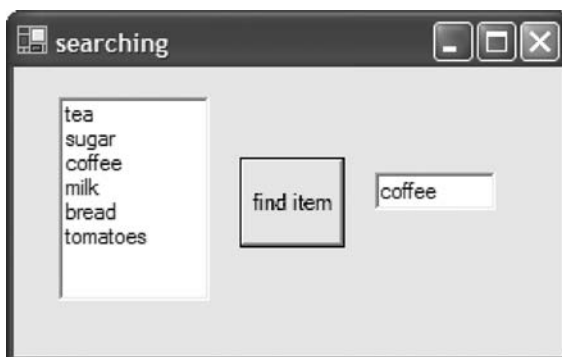 searching
tea
sugar
coffee
milk
bread
tomatoes
find item
coffee